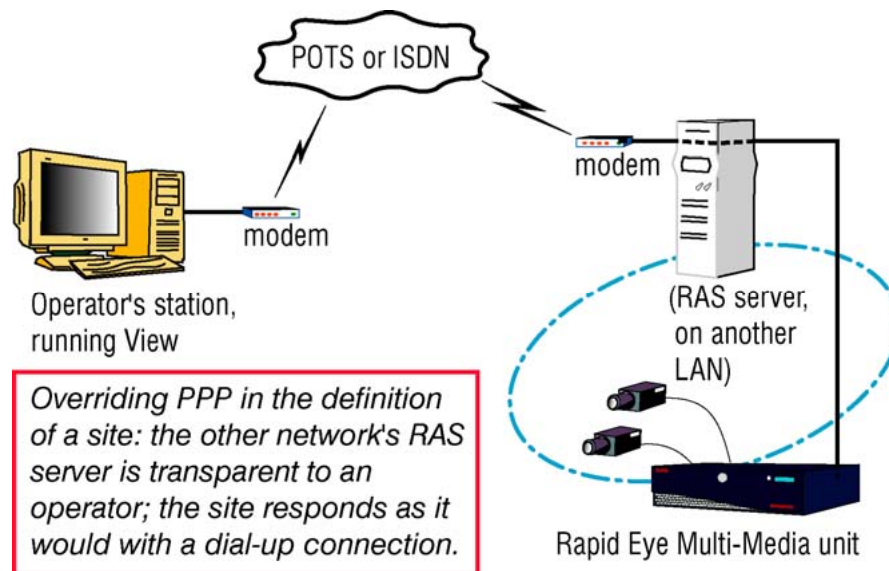 POTS or ISDN
modem
modem
Operator's station,
running View
(RAS server,
on another
LAN)
Overriding PPP in the definition
of a site: the other network's RAS
server is transparent to an
operator; the site responds as it
would with a dial-up connection.
Rapid Eye Multi-Media unit